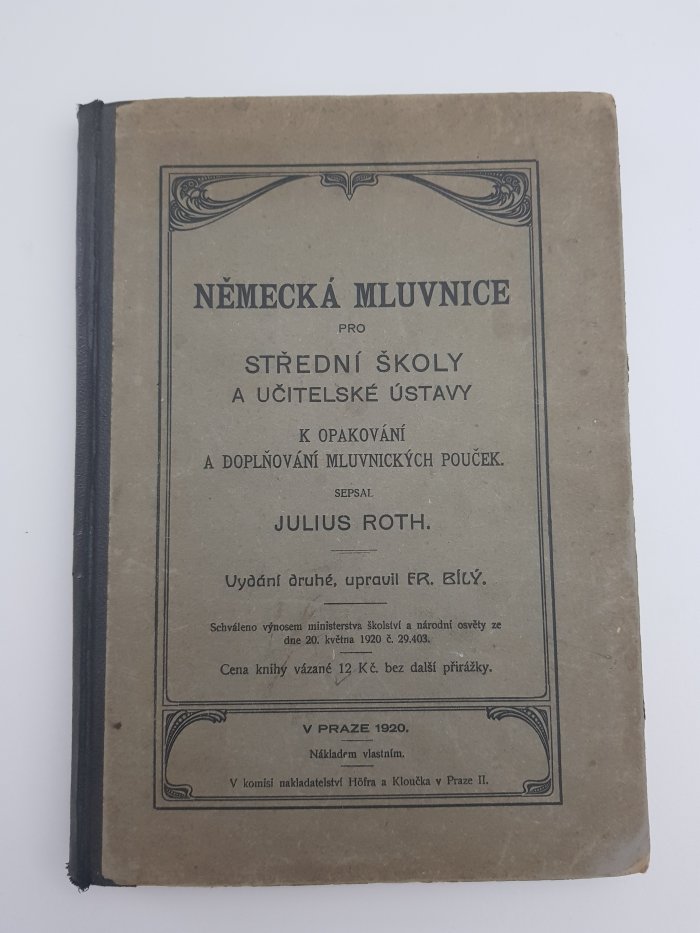 NĚMECKÁ MLUVNICE
PRO
STŘEDNÍ ŠKOLY
A UČITELSKÉ ÚSTAVY
K OPAKOVÁNÍ
A DOPLŇOVÁNÍ MLUVNICKÝCH POUČEK.
SEPSAL
JULIUS ROTH.
Vydání druhé, upravil FR. BÍLÝ.
Schváleno výnosem ministerstva školství a národní osvěty ze
dne 20. května 1920 č. 29.403.
Cena knihy vázané 12 Kč. bez další přirážky.
V PRAZE 1920.
Nákladem vlastním.
V komisi nakladatelství Höfra a Kloučka v Praze II.